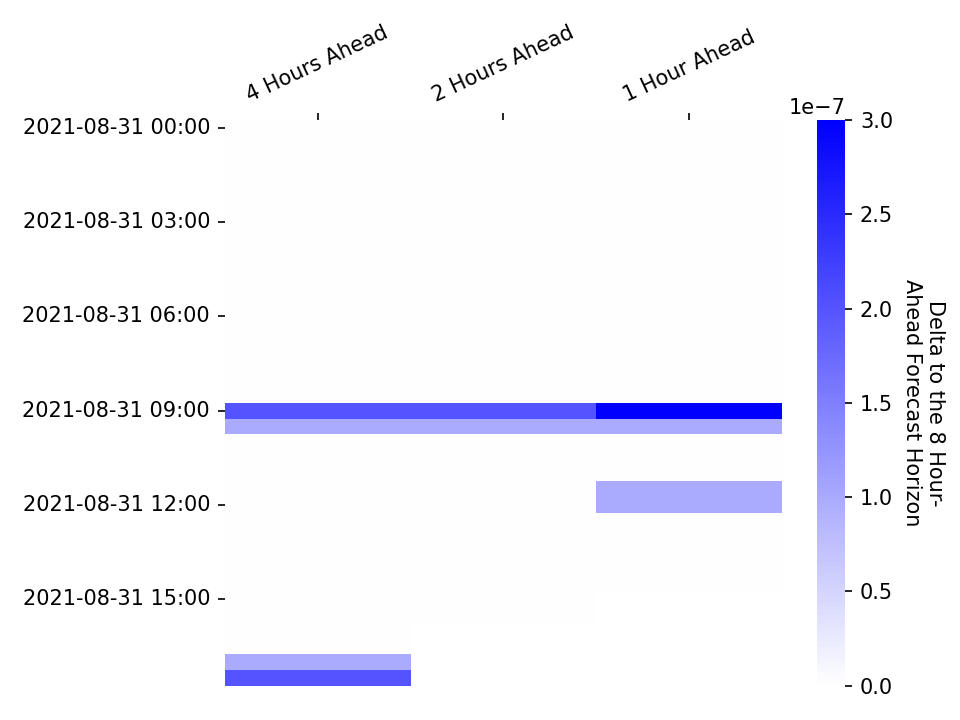 4 Hours Ahead
2 Hours Ahead
1 Hour Ahead
1e−7
2021-08-31 00:00
2021-08-31 03:00
2021-08-31 06:00
2021-08-31 09:00
2021-08-31 12:00
2021-08-31 15:00
3.0
2.5
2.0
1.5
1.0
0.5
0.0
Delta to the 8 Hour-
Ahead Forecast Horizon